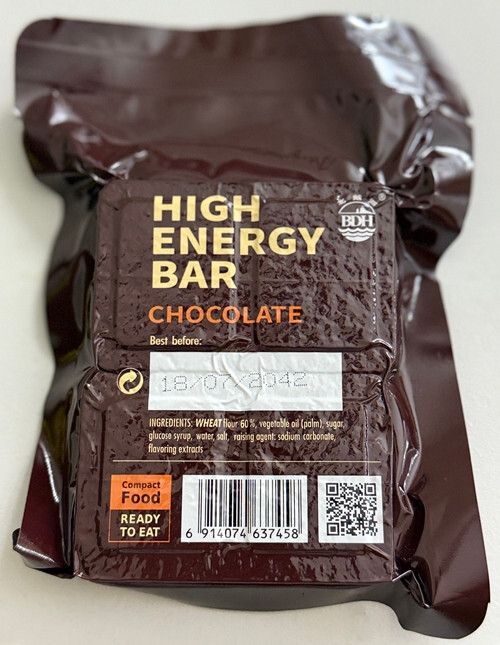 HIGH
ENERGY
BAR
BDH
CHOCOLATE
Best before:
18/07/2042
INGREDIENTS: WHEAT flour 60%, vegetable oil (palm), sugar,
glucose syrup, water, salt, raising agent: sodium carbonate,
flavoring extracts
Compact
Food
READY
TO EAT
6 914074 637458